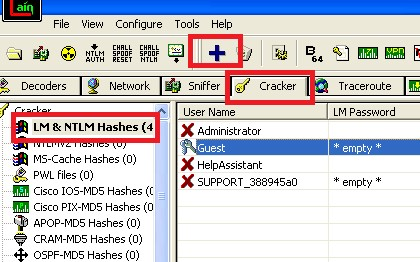 ain
File View Configure Tools Help
NTLM AUTH CHALL SPOOF RESET CHALL SPOOF NTLM B 64 VPN
Decoders Network Sniffer Cracker Traceroute
Cracker
LM & NTLM Hashes (4
NTLMv2 Hashes (0)
MS-Cache Hashes (0)
PWL files (0)
Cisco IOS-MD5 Hashes (0)
Cisco PIX-MD5 Hashes (0)
APOP-MD5 Hashes (0)
CRAM-MD5 Hashes (0)
OSPF-MD5 Hashes (0)
User Name LM Password
Administrator
Guest * empty *
HelpAssistant
SUPPORT_388945a0 * empty *